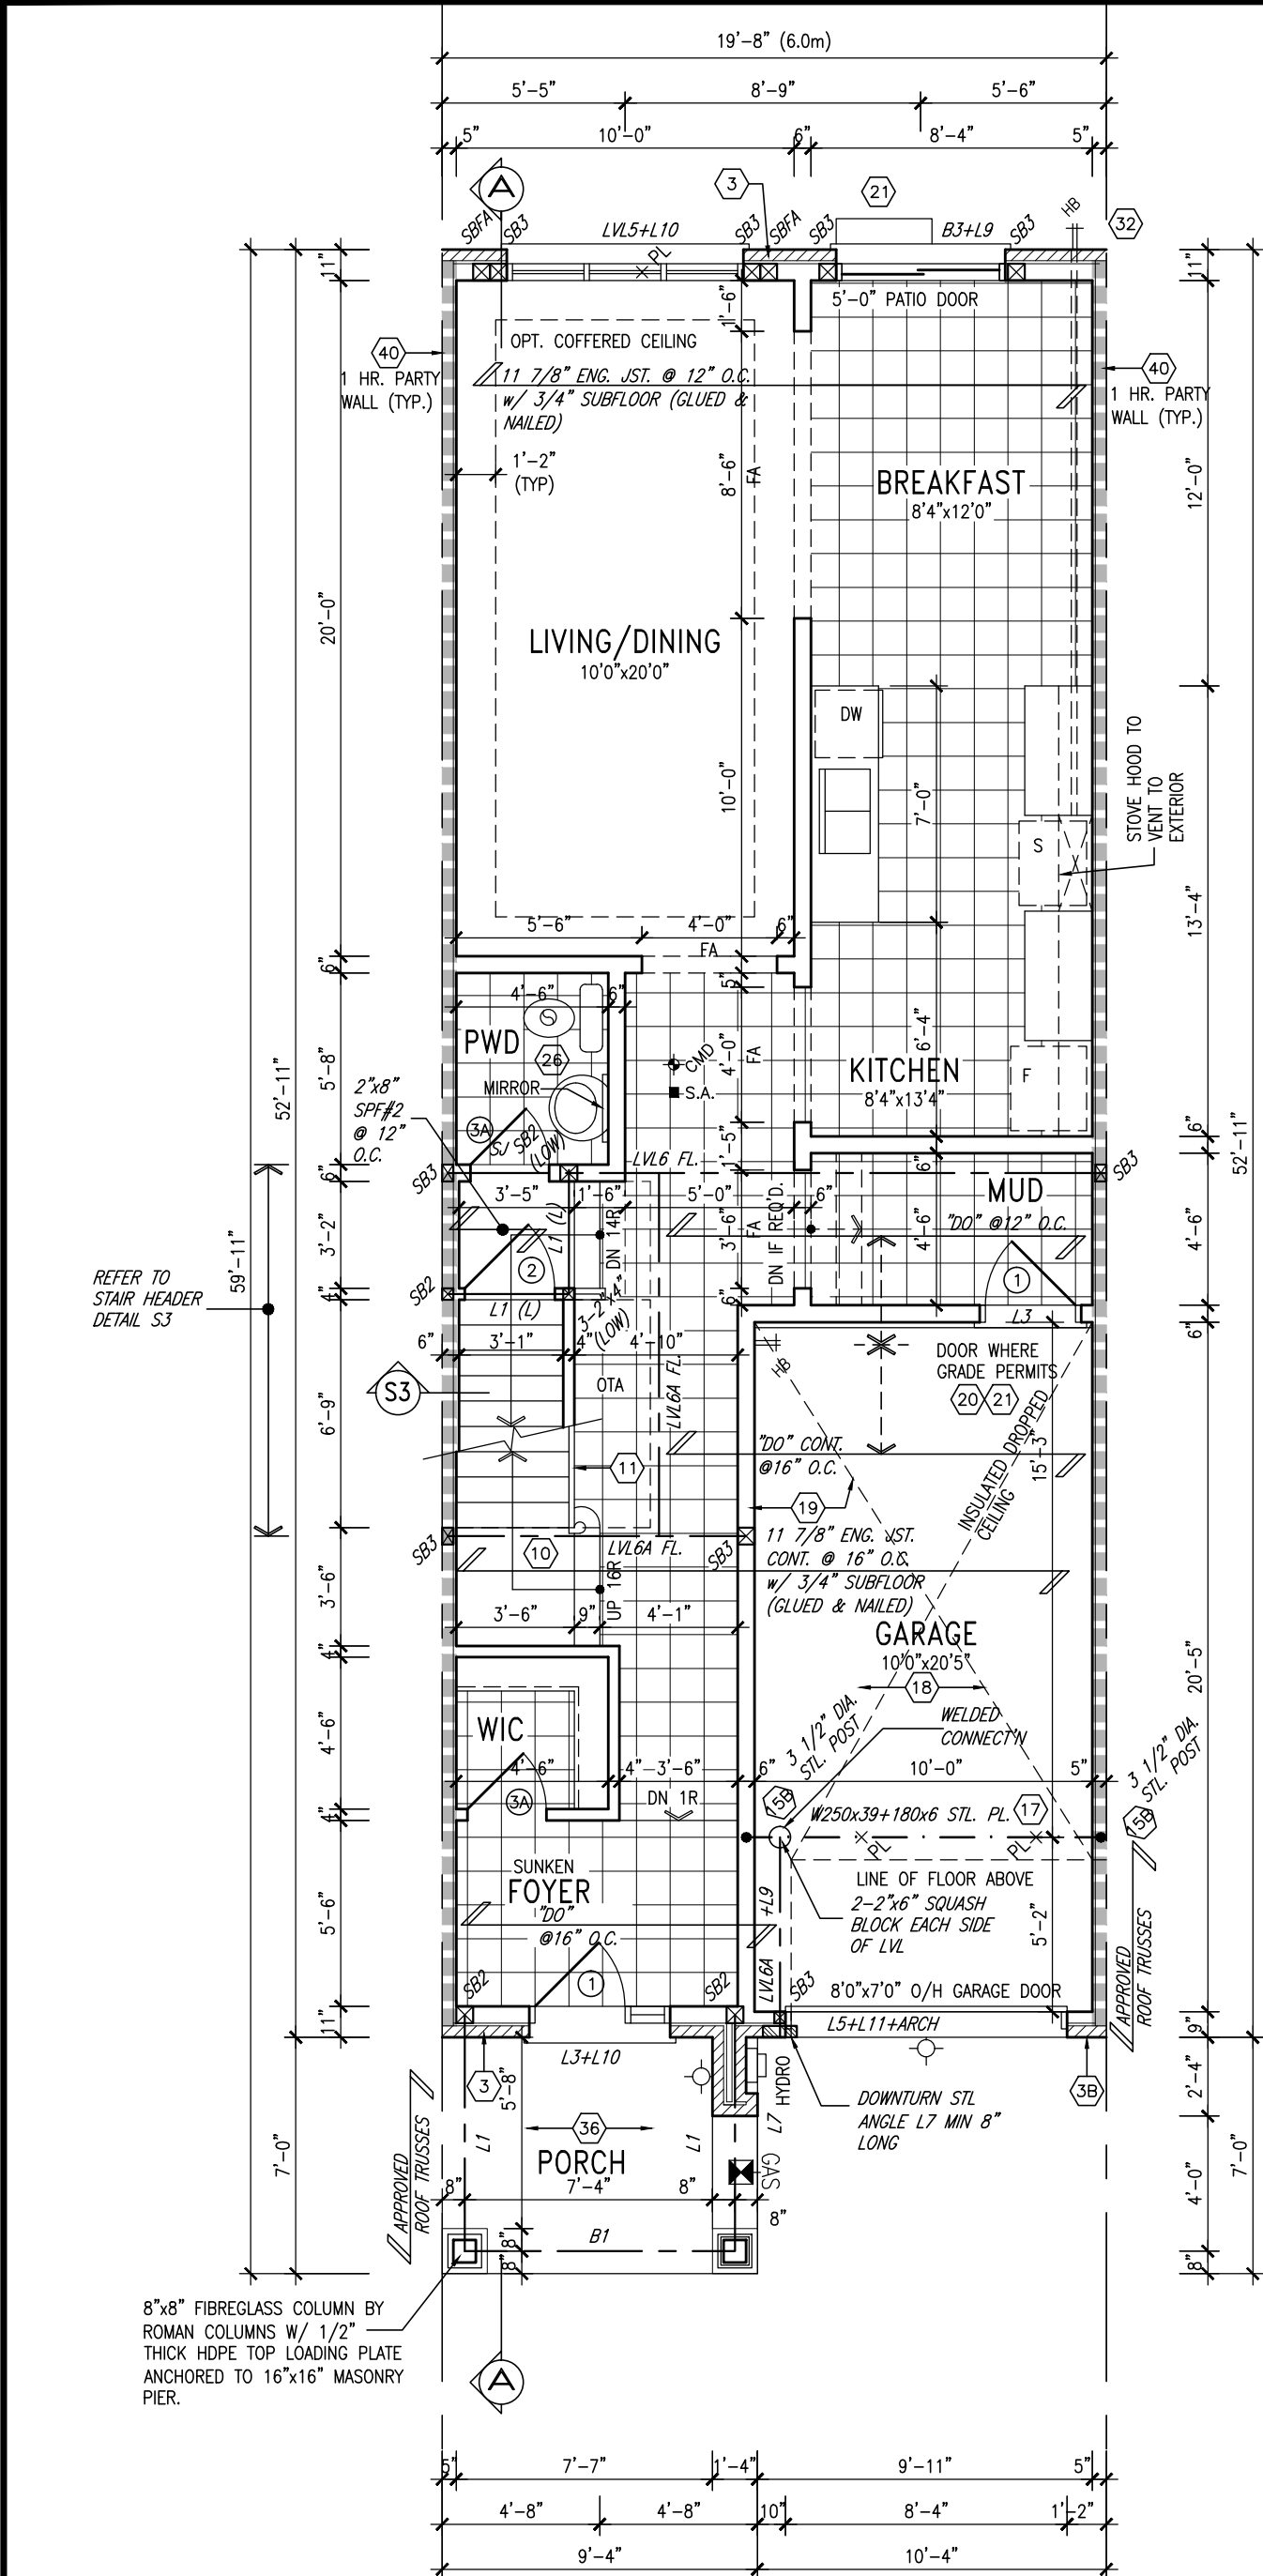 19'-8" (6.0m)
5'-5" 8'-9" 5'-6"
5" 10'-0" 6" 8'-4" 5"
A 3 21 HB 32
SBFA SB3 LVL5+L10 SB3 SBFA SB3 B3+L9 SB3
PL
11" 11"
1'-6" 5'-0" PATIO DOOR
OPT. COFFERED CEILING
40 40
1 HR. PARTY
WALL (TYP.)
11 7/8" ENG. JST. @ 12" O.C.
w/ 3/4" SUBFLOOR (GLUED &
NAILED)
1 HR. PARTY
WALL (TYP.)
1'-2"
(TYP)
8'-6" FA
BREAKFAST
8'4"x12'0"
12'-0"
20'-0"
LIVING/DINING
10'0"x20'0"
DW
7'-0"
10'-0"
S
STOVE HOOD TO
VENT TO
EXTERIOR
13'-4"
5'-6" 4'-0" 6"
FA
6" 5"
4'-6" 6"
PWD
26
MIRROR
3A
5'-8"
CMD
S.A.
4'-0" FA
6'-4"
KITCHEN
8'4"x13'4"
F
52'-11"
52'-11"
2"x8"
SPF#2
@ 12"
O.C.
SJ SB2
(LOW)
LVL6 FL.
1'-5"
6" 6"
SB3 6" SB3
3'-5" 1'-6" 5'-0" 6"
MUD
"DO" @12" O.C.
3'-2"
L1 (L)
DN 14R
3'-6" FA
DN IF REQ'D.
4'-6" 4'-6"
2 1
REFER TO
STAIR HEADER
DETAIL S3
59'-11"
SB2 4"
L1 (L)
3-2"x4"
(LOW)
6"
L3
6"
6" 3'-1" 4" 4'-10"
HB
DOOR WHERE
GRADE PERMITS
20 21
S3
OTA
LVL6A FL.
6'-9"
11
"DO" CONT.
@16" O.C.
INSULATED DROPPED
CEILING
15'-3"
19
SB3 LVL6A FL. SB3
10
11 7/8" ENG. JST.
CONT. @ 16" O.C.
w/ 3/4" SUBFLOOR
(GLUED & NAILED)
3'-6"
UP 16R
3'-6" 9" 4'-1"
4"
GARAGE
10'0"x20'5"
18
20'-5"
WIC
4'-6"
4'-6" 4" 3'-6" 6" 10'-0" 5"
3 1/2" DIA.
STL. POST
WELDED
CONNECT'N
3 1/2" DIA.
STL. POST
3A
DN 1R
4"
15B
W250x39+180x6 STL. PL. 17
15B
PL PL
SUNKEN
FOYER
"DO"
@16" O.C.
5'-6"
LINE OF FLOOR ABOVE
2-2"x6" SQUASH
BLOCK EACH SIDE
OF LVL
5'-2"
LVL6A +L9
APPROVED
ROOF TRUSSES
1
SB2 SB2 SB3
8'0"x7'0" O/H GARAGE DOOR
11" 9"
L3+L10 L5+L11+ARCH
3 5'-8"
HYDRO
3B
2'-4"
DOWNTURN STL
ANGLE L7 MIN 8"
LONG
36
L1 L1 L7
PORCH
GAS
7'-0" 7'-0"
APPROVED
ROOF TRUSSES
8" 7'-4" 8" 8"
4'-0"
B1
8" 8" 8"
8"x8" FIBREGLASS COLUMN BY
ROMAN COLUMNS W/ 1/2"
THICK HDPE TOP LOADING PLATE
ANCHORED TO 16"x16" MASONRY
PIER.
A
5" 7'-7" 1'-4" 9'-11" 5"
4'-8" 4'-8" 10" 8'-4" 1'-2"
9'-4" 10'-4"